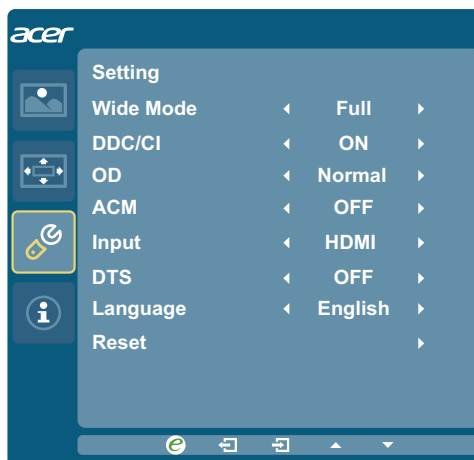 acer
Setting
Wide Mode Full
DDC/CI ON
OD Normal
ACM OFF
Input HDMI
DTS OFF
Language English
Reset
e